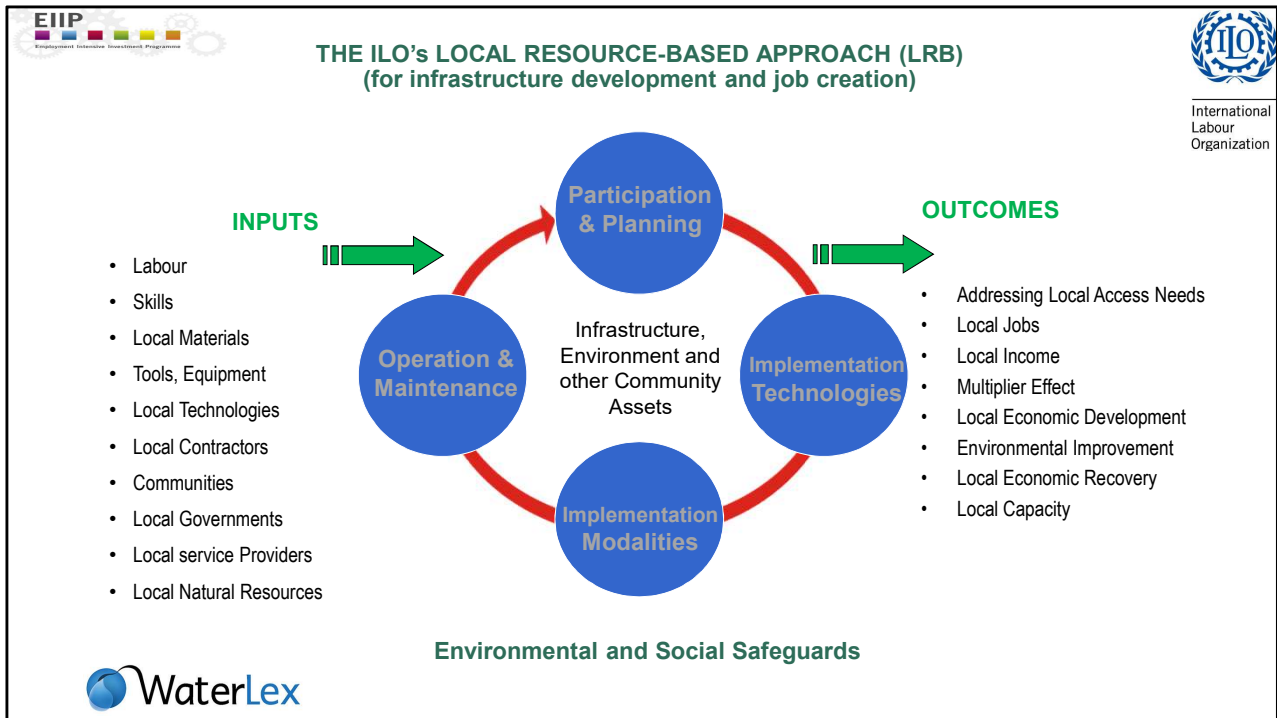 EIIP
Employment Intensive Investment Programme
THE ILO's LOCAL RESOURCE-BASED APPROACH (LRB)
(for infrastructure development and job creation)
ILO
International
Labour
Organization
INPUTS
• Labour
• Skills
• Local Materials
• Tools, Equipment
• Local Technologies
• Local Contractors
• Communities
• Local Governments
• Local service Providers
• Local Natural Resources
Participation
& Planning
Operation &
Maintenance
Infrastructure,
Environment and
other Community
Assets
Implementation
Technologies
Implementation
Modalities
OUTCOMES
• Addressing Local Access Needs
• Local Jobs
• Local Income
• Multiplier Effect
• Local Economic Development
• Environmental Improvement
• Local Economic Recovery
• Local Capacity
Environmental and Social Safeguards
WaterLex